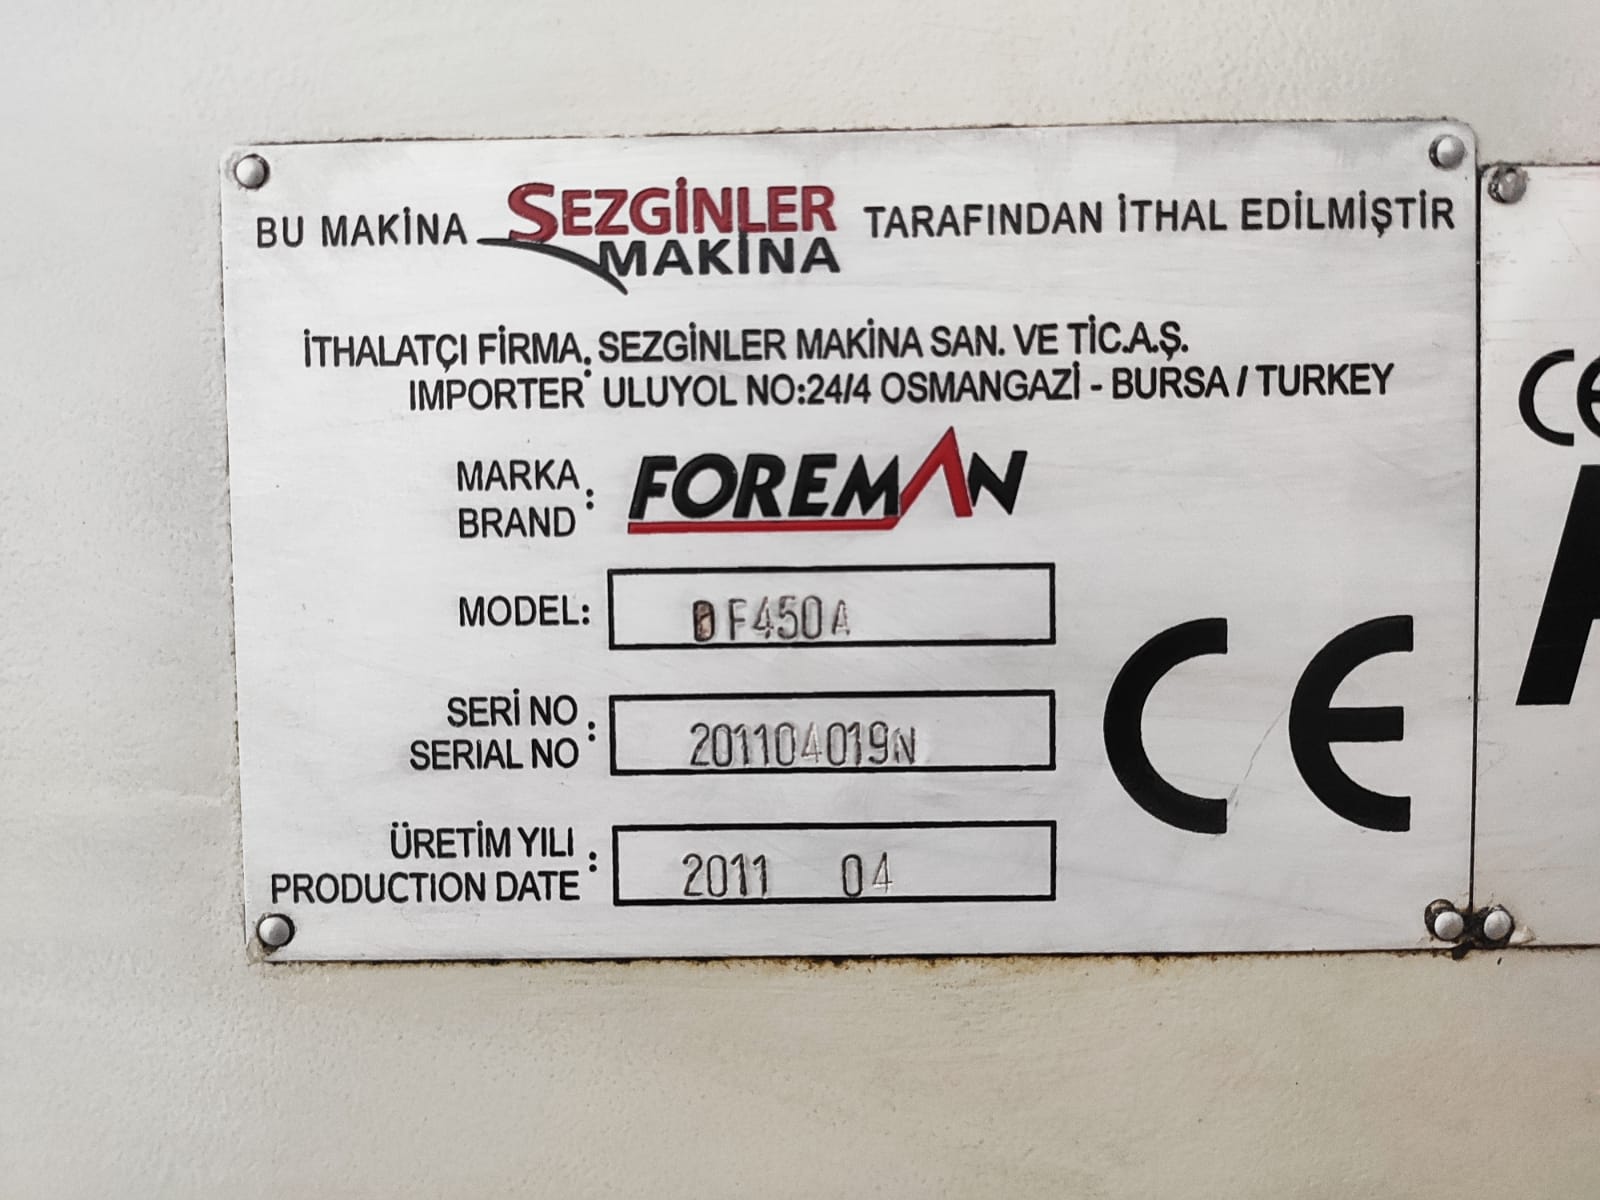 BU MAKİNA SEZGİNLER MAKİNA TARAFINDAN İTHAL EDİLMİŞTİR
İTHALATÇI FİRMA: SEZGİNLER MAKİNA SAN. VE TİC.A.Ş.
IMPORTER ULUYOL NO:24/4 OSMANGAZİ - BURSA / TURKEY
MARKA
BRAND : FOREMAN
MODEL: F450A
SERİ NO
SERIAL NO : 201104019N
ÜRETİM YILI
PRODUCTION DATE : 2011 04
CE
CE